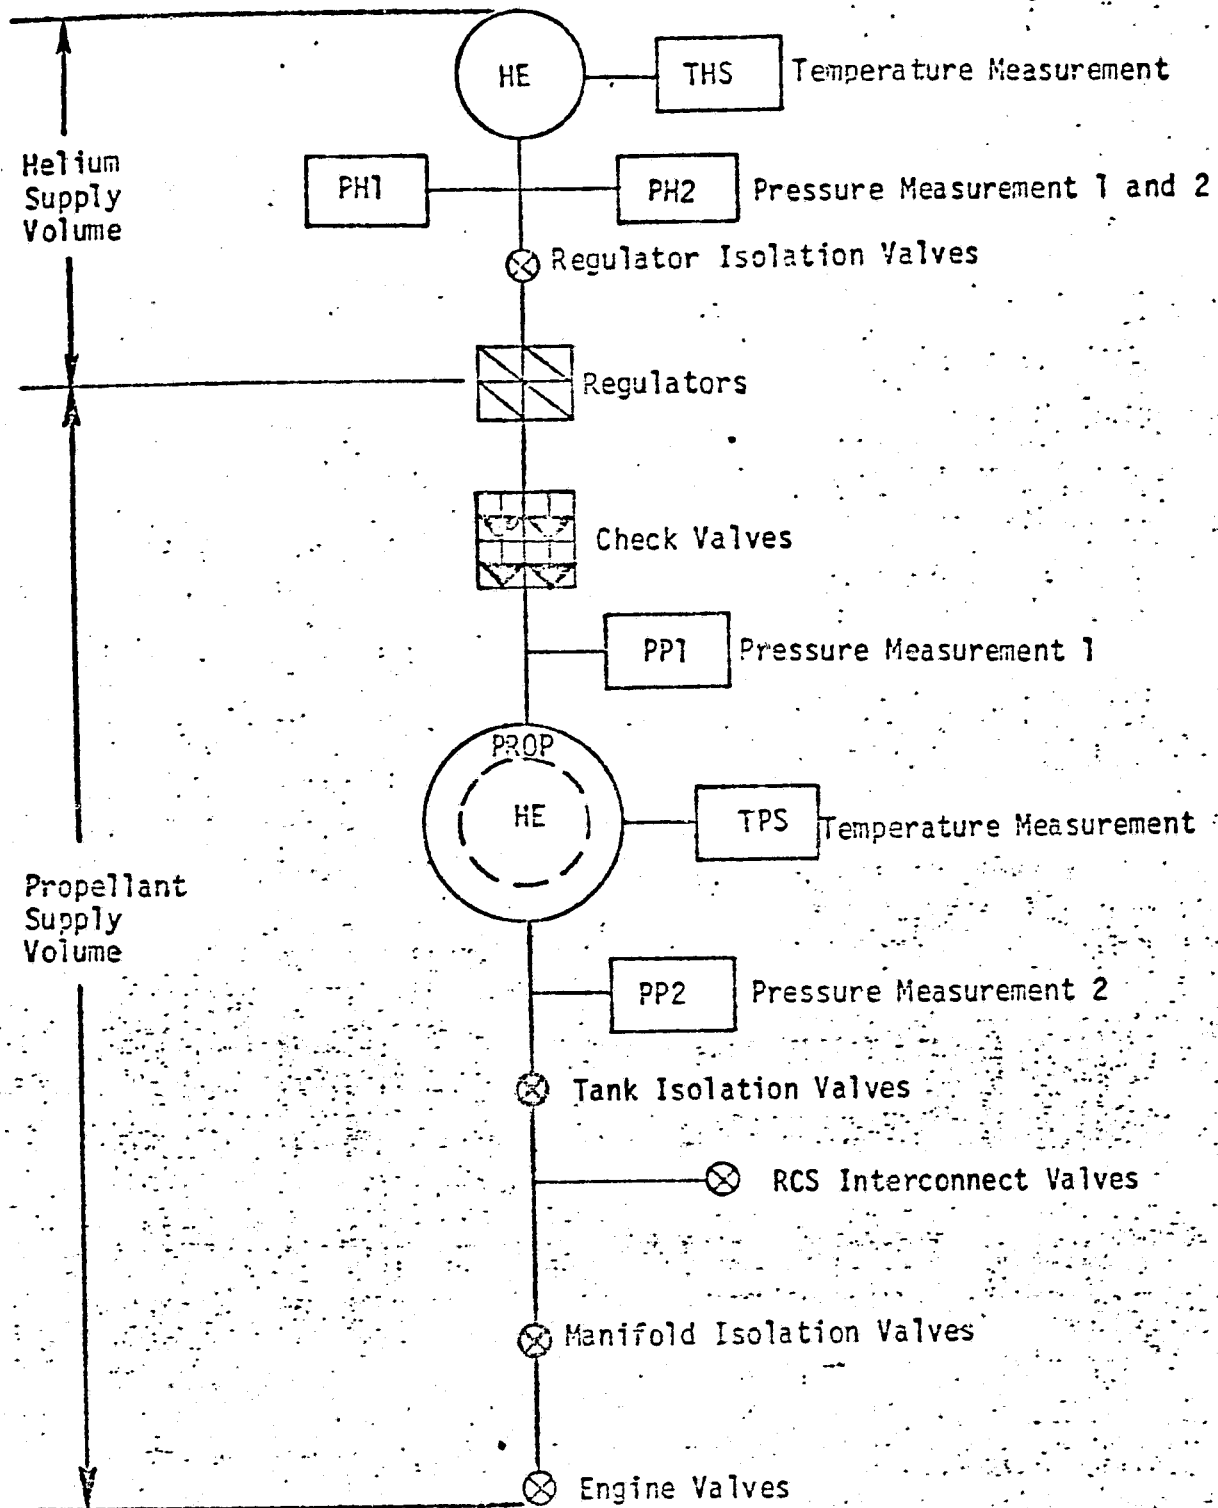 HE
THS
Temperature Measurement
Helium
Supply
Volume
PH1
PH2
Pressure Measurement 1 and 2
Regulator Isolation Valves
Regulators
Check Valves
PP1
Pressure Measurement 1
PROP
HE
TPS
Temperature Measurement
Propellant
Supply
Volume
PP2
Pressure Measurement 2
Tank Isolation Valves
RCS Interconnect Valves
Manifold Isolation Valves
Engine Valves